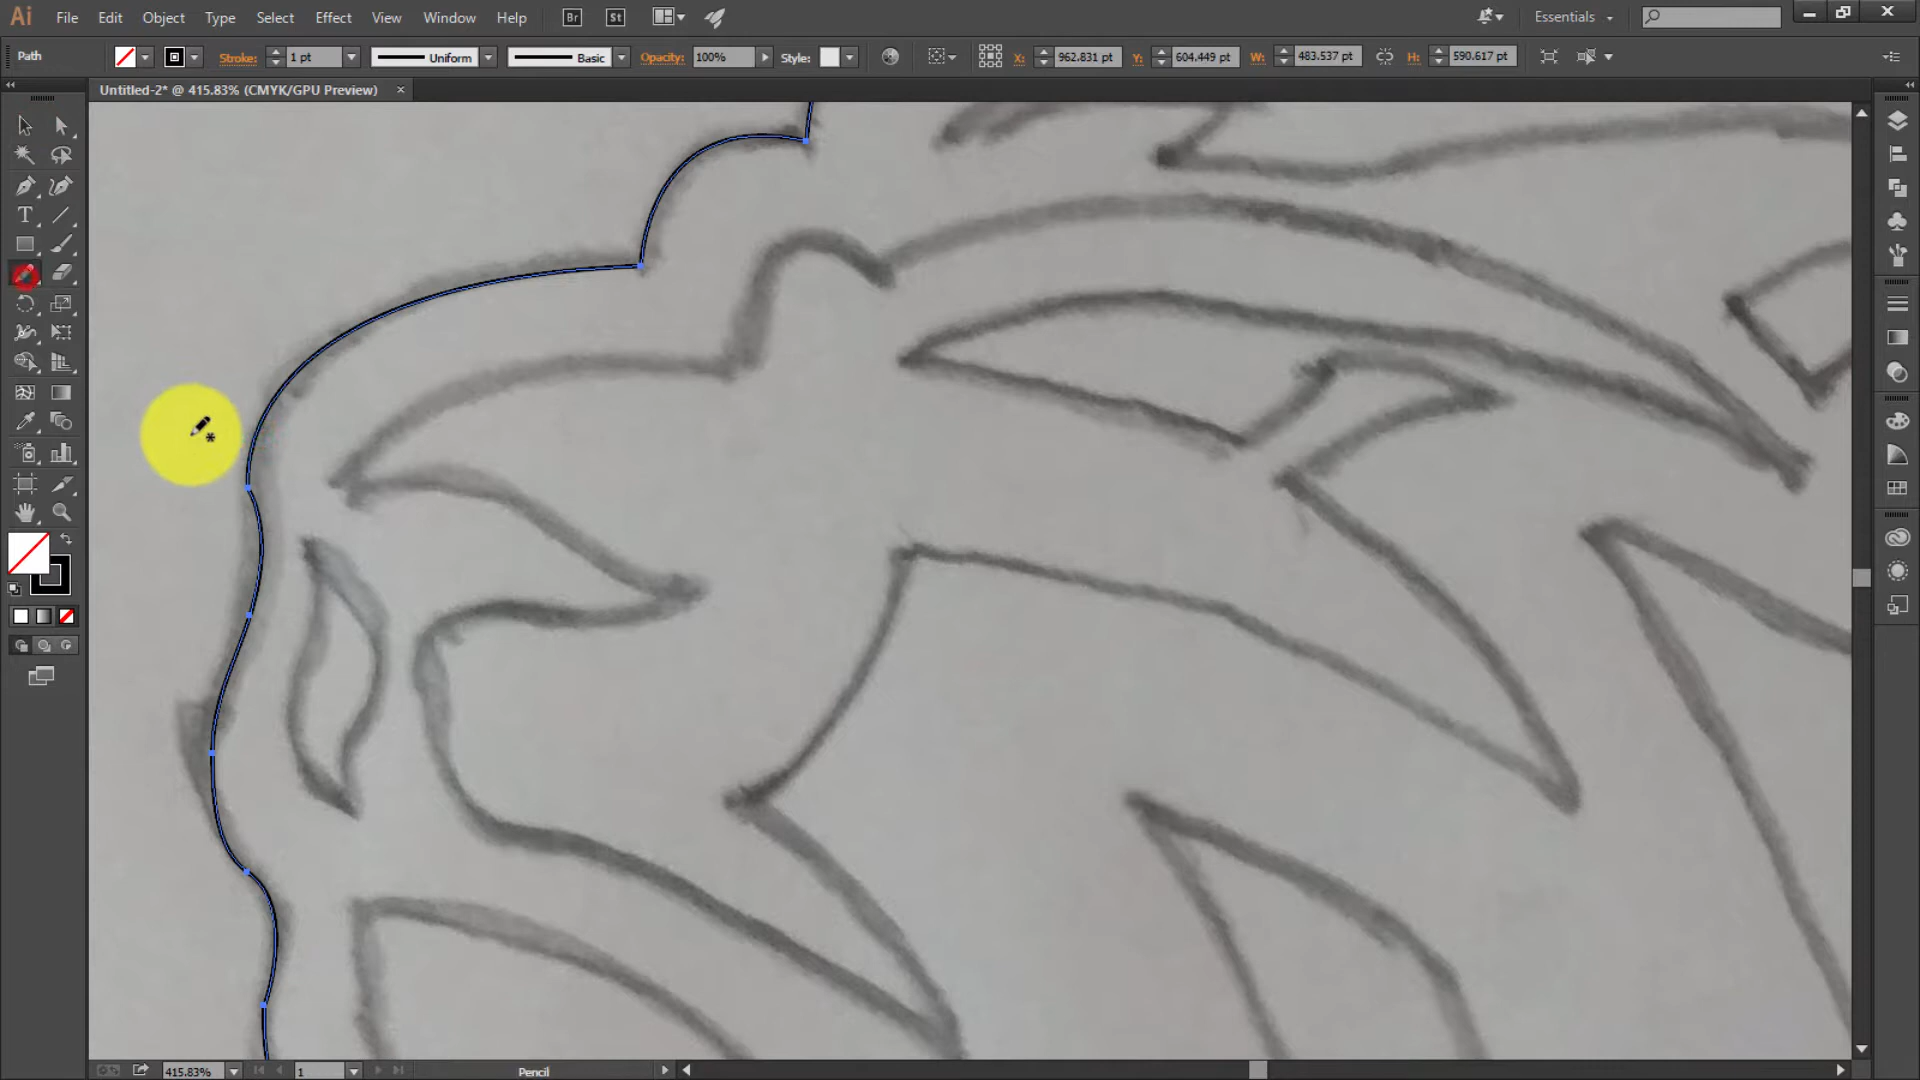 Ai File Edit Object Type Select Effect View Window Help Br St Essentials
Path Stroke: 1 pt Uniform Basic Opacity: 100% Style: X: 962.831 pt Y: 604.449 pt W: 483.537 pt H: 590.617 pt
Untitled-2* @ 415.83% (CMYK/GPU Preview) ×
T
415.83% 1 Pencil